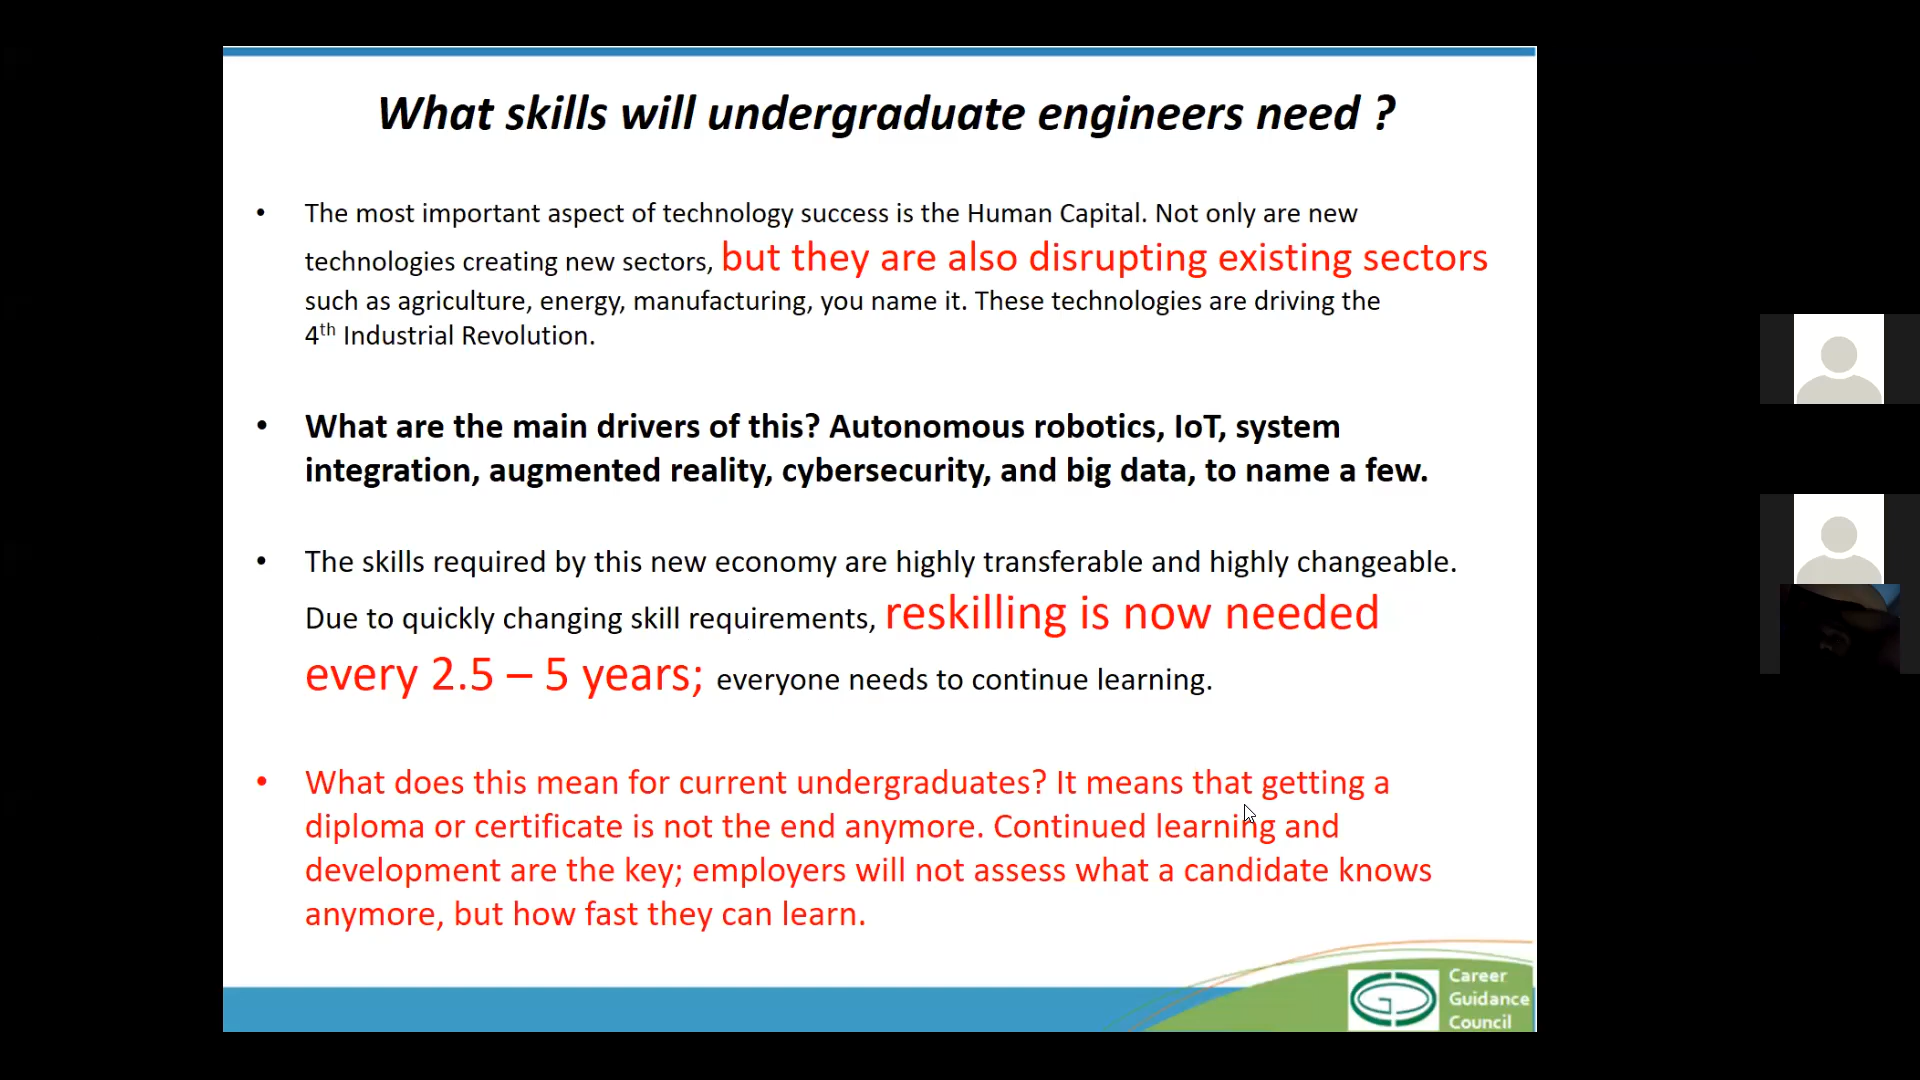 What skills will undergraduate engineers need ?
• The most important aspect of technology success is the Human Capital. Not only are new
technologies creating new sectors, but they are also disrupting existing sectors
such as agriculture, energy, manufacturing, you name it. These technologies are driving the
4th Industrial Revolution.
• What are the main drivers of this? Autonomous robotics, IoT, system
integration, augmented reality, cybersecurity, and big data, to name a few.
• The skills required by this new economy are highly transferable and highly changeable.
Due to quickly changing skill requirements, reskilling is now needed
every 2.5 – 5 years; everyone needs to continue learning.
• What does this mean for current undergraduates? It means that getting a
diploma or certificate is not the end anymore. Continued learning and
development are the key; employers will not assess what a candidate knows
anymore, but how fast they can learn.
Career
Guidance
Council